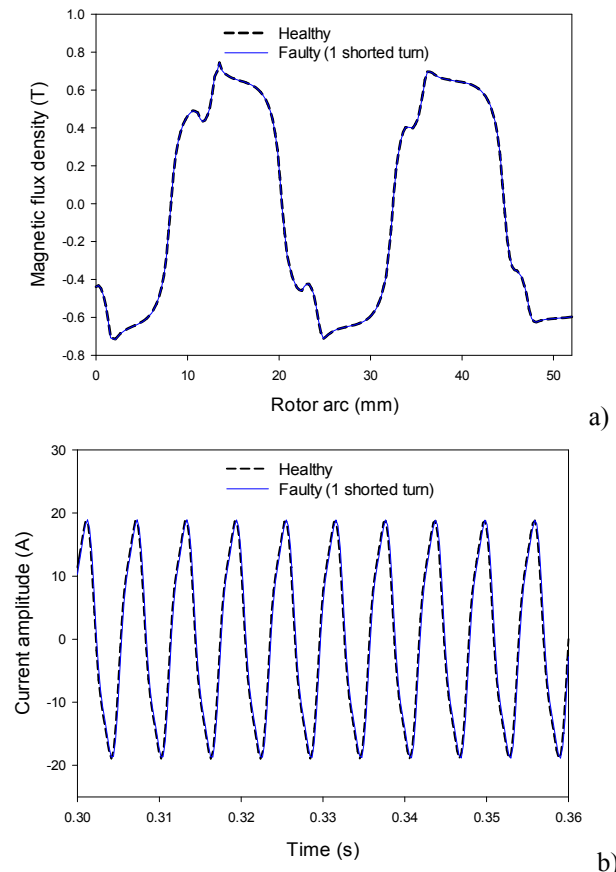 Healthy
Faulty (1 shorted turn)
1.0
0.8
0.6
0.4
0.2
0.0
-0.2
-0.4
-0.6
-0.8
Magnetic flux density (T)
0 10 20 30 40 50
Rotor arc (mm)
a)
Healthy
Faulty (1 shorted turn)
30
20
10
0
-10
-20
Current amplitude (A)
0.30 0.31 0.32 0.33 0.34 0.35 0.36
Time (s)
b)